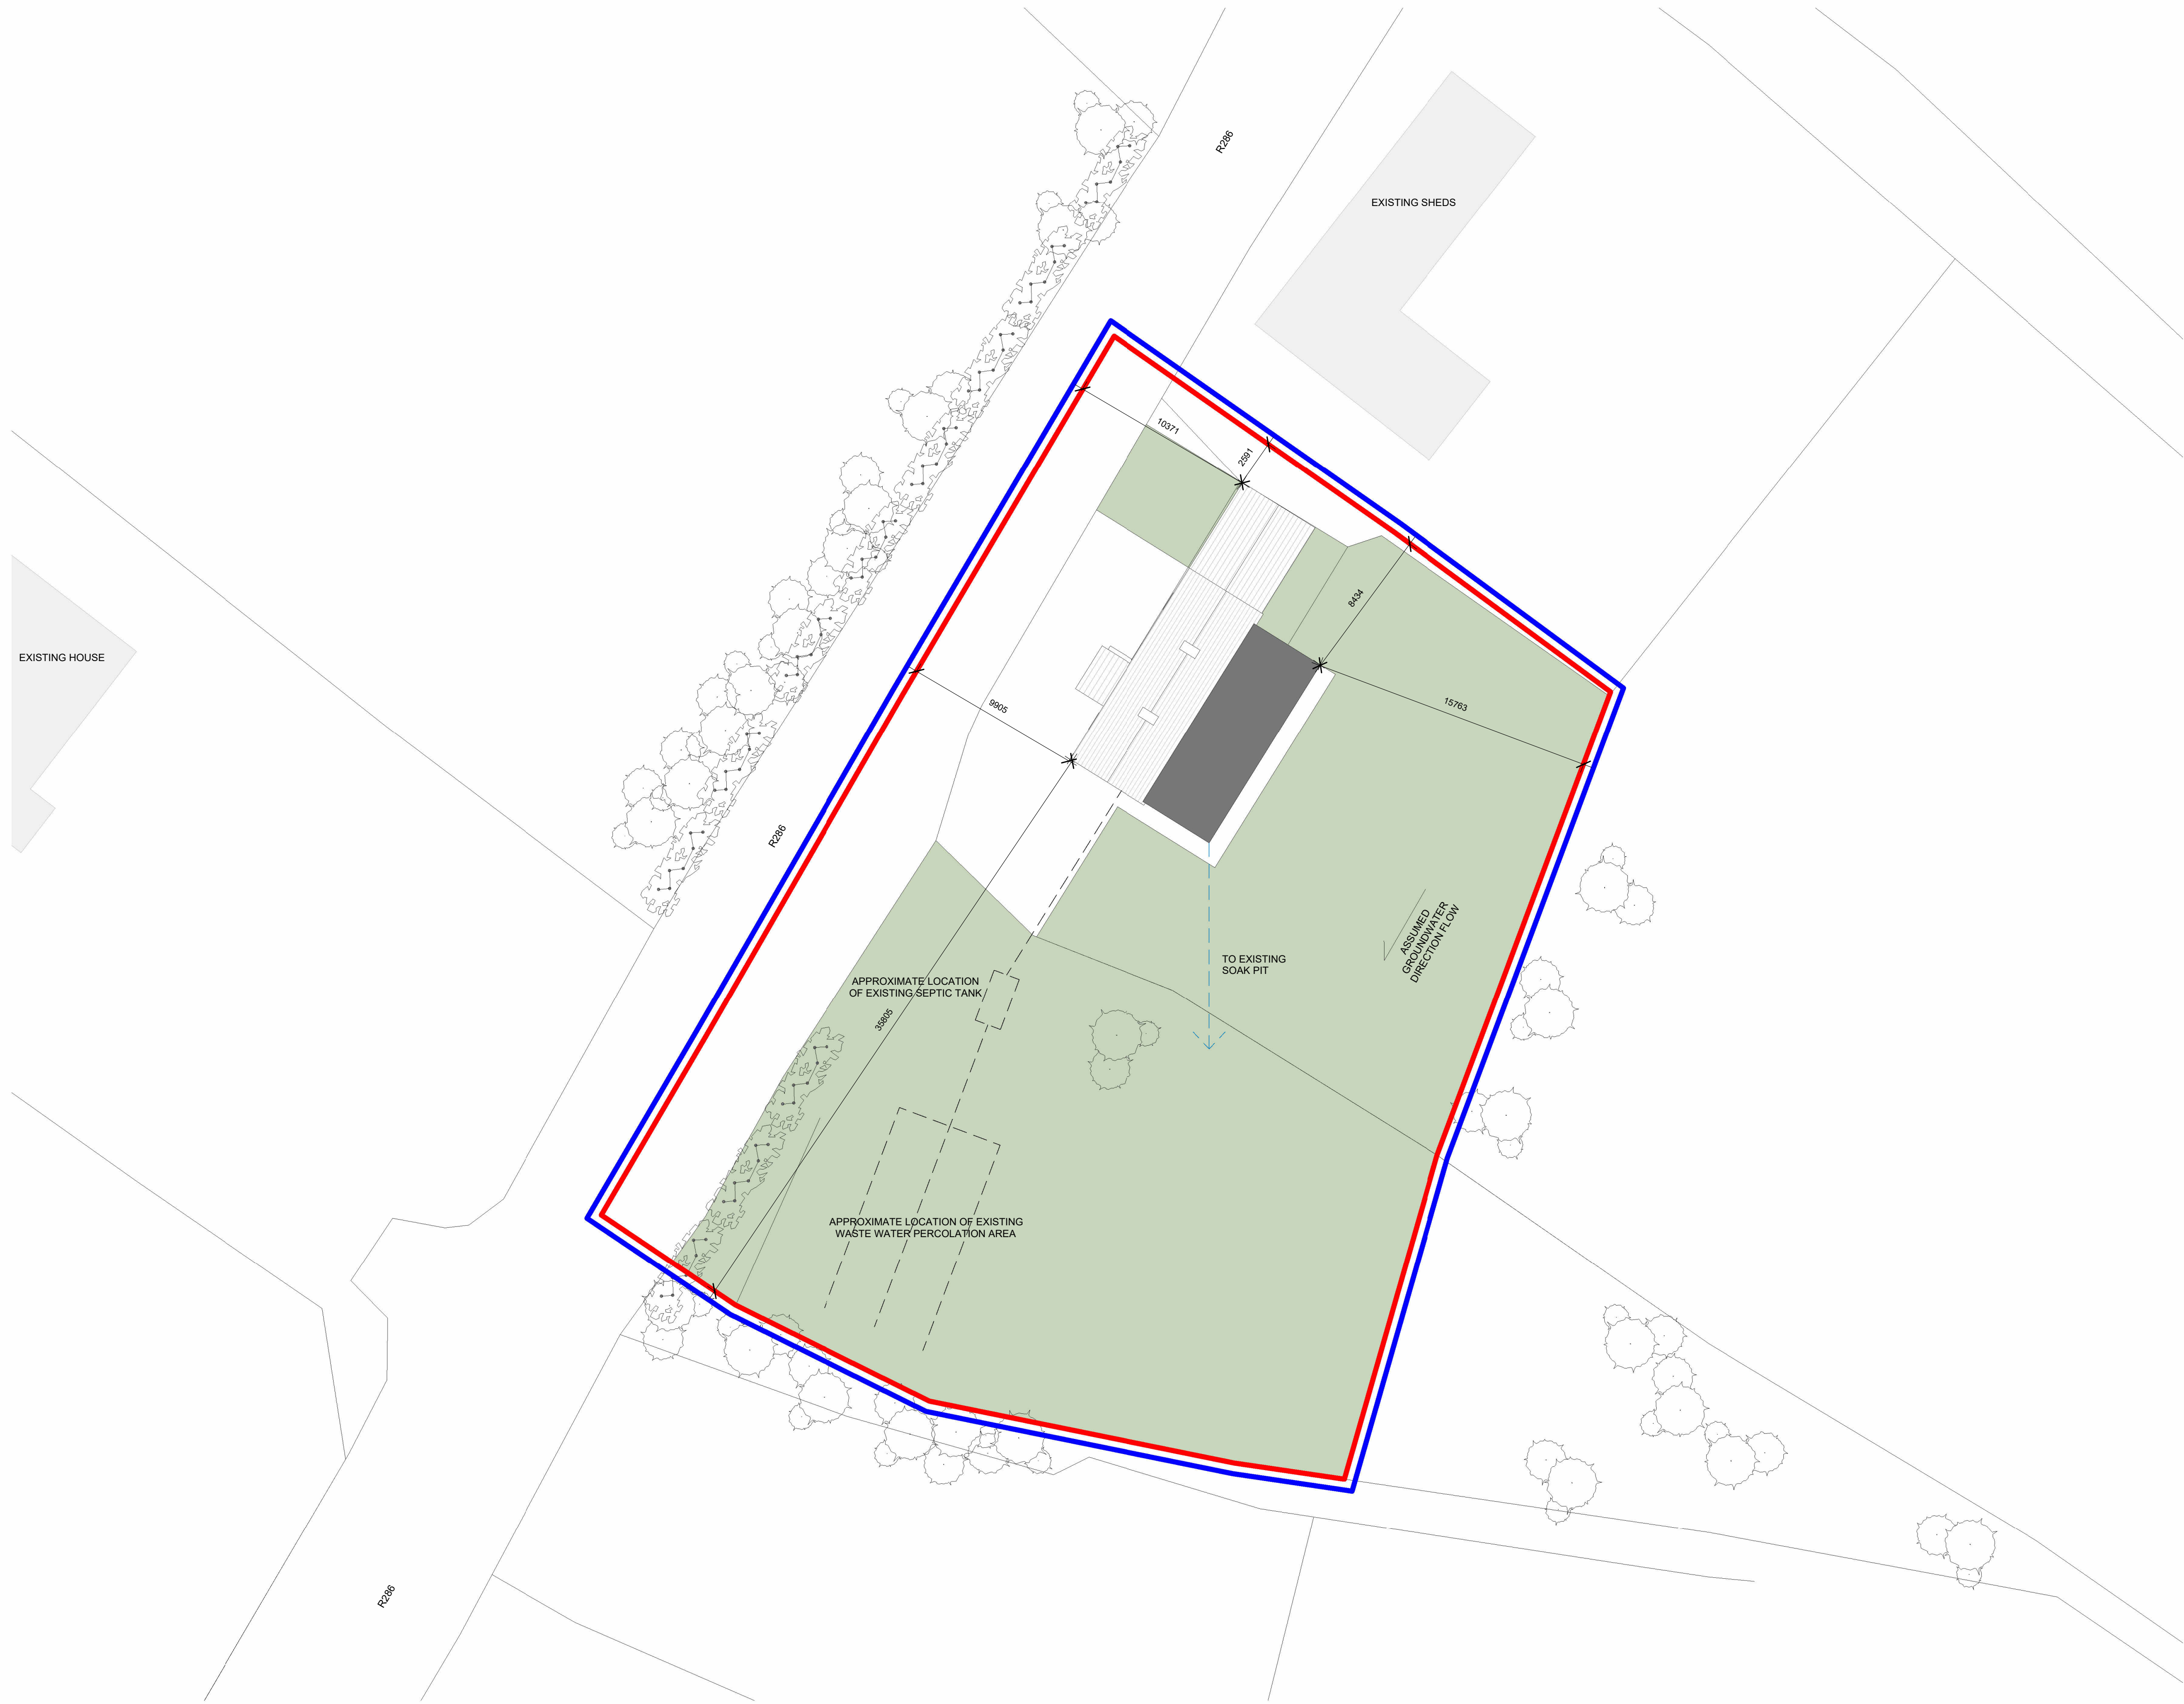 R286
EXISTING SHEDS
10371
2591
8434
EXISTING HOUSE
9905
15763
R286
ASSUMED
GROUNDWATER
DIRECTION FLOW
TO EXISTING
SOAK PIT
APPROXIMATE LOCATION
OF EXISTING SEPTIC TANK
35805
APPROXIMATE LOCATION OF EXISTING
WASTE WATER PERCOLATION AREA
R286